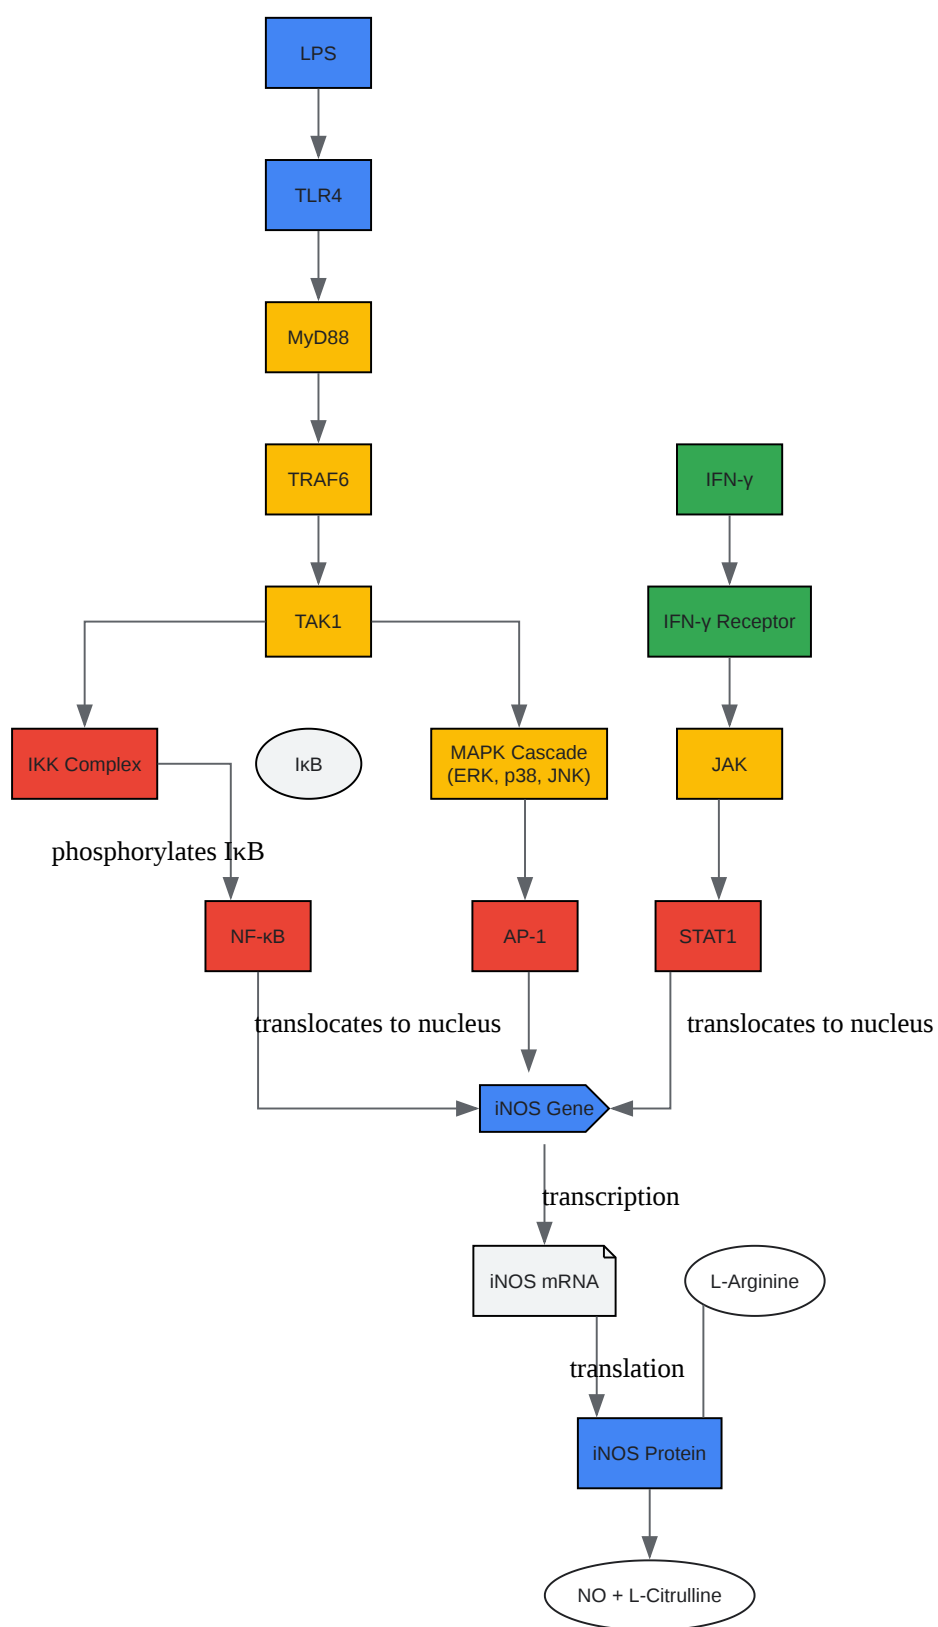 LPS
TLR4
MyD88
TRAF6
IFN-γ
TAK1
IFN-γ Receptor
IKK Complex
IκB
MAPK Cascade
(ERK, p38, JNK)
JAK
phosphorylates IκB
NF-κB
AP-1
STAT1
translocates to nucleus
translocates to nucleus
iNOS Gene
transcription
iNOS mRNA
L-Arginine
translation
iNOS Protein
NO + L-Citrulline